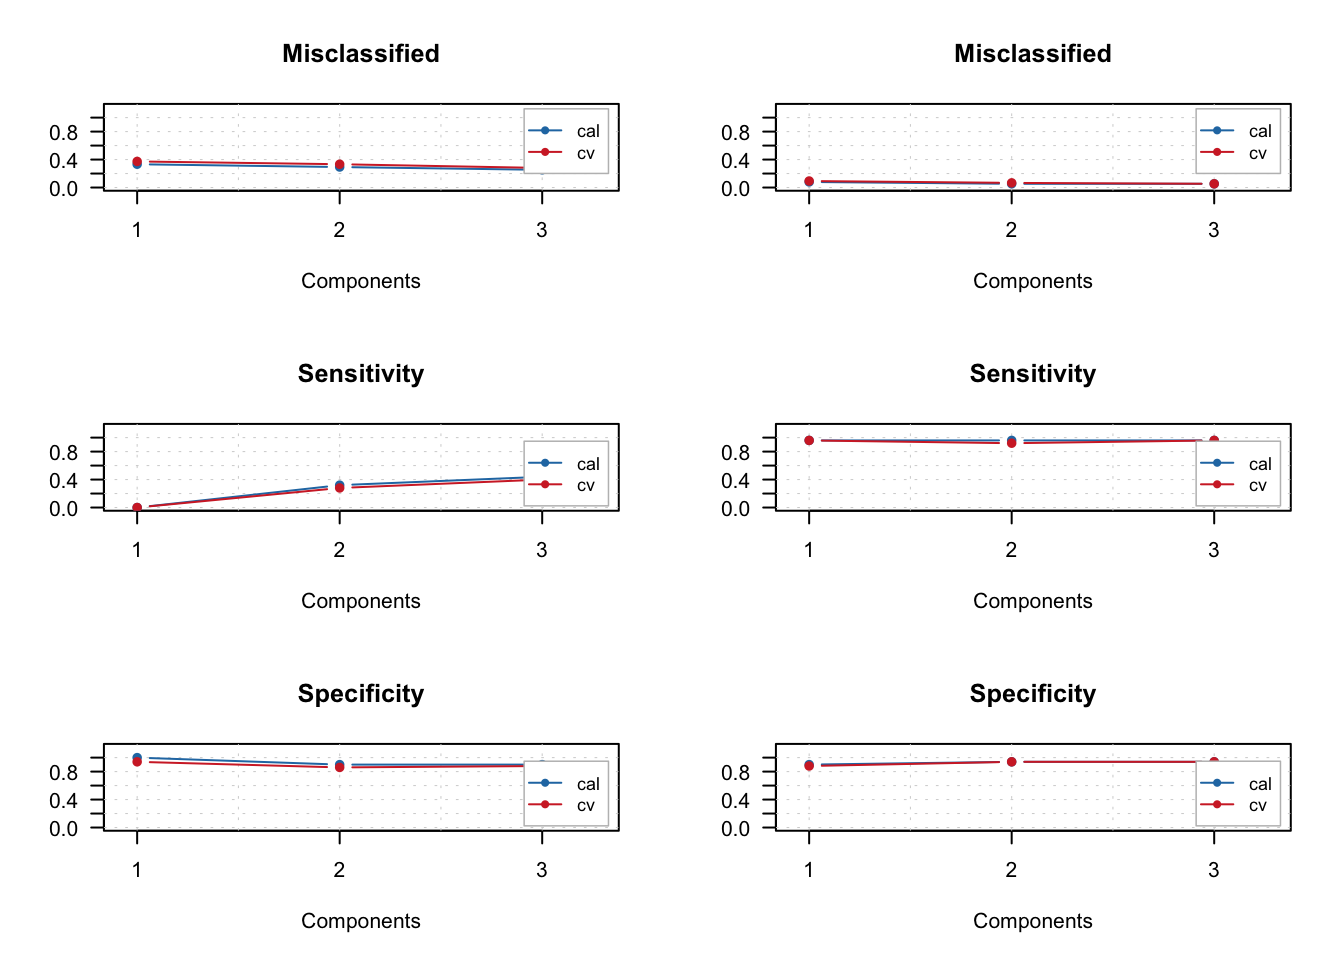 Misclassified
0.8
0.4
0.0
cal
cv
1 2 3
Components
Misclassified
0.8
0.4
0.0
cal
cv
1 2 3
Components
Sensitivity
0.8
0.4
0.0
cal
cv
1 2 3
Components
Sensitivity
0.8
0.4
0.0
cal
cv
1 2 3
Components
Specificity
0.8
0.4
0.0
cal
cv
1 2 3
Components
Specificity
0.8
0.4
0.0
cal
cv
1 2 3
Components